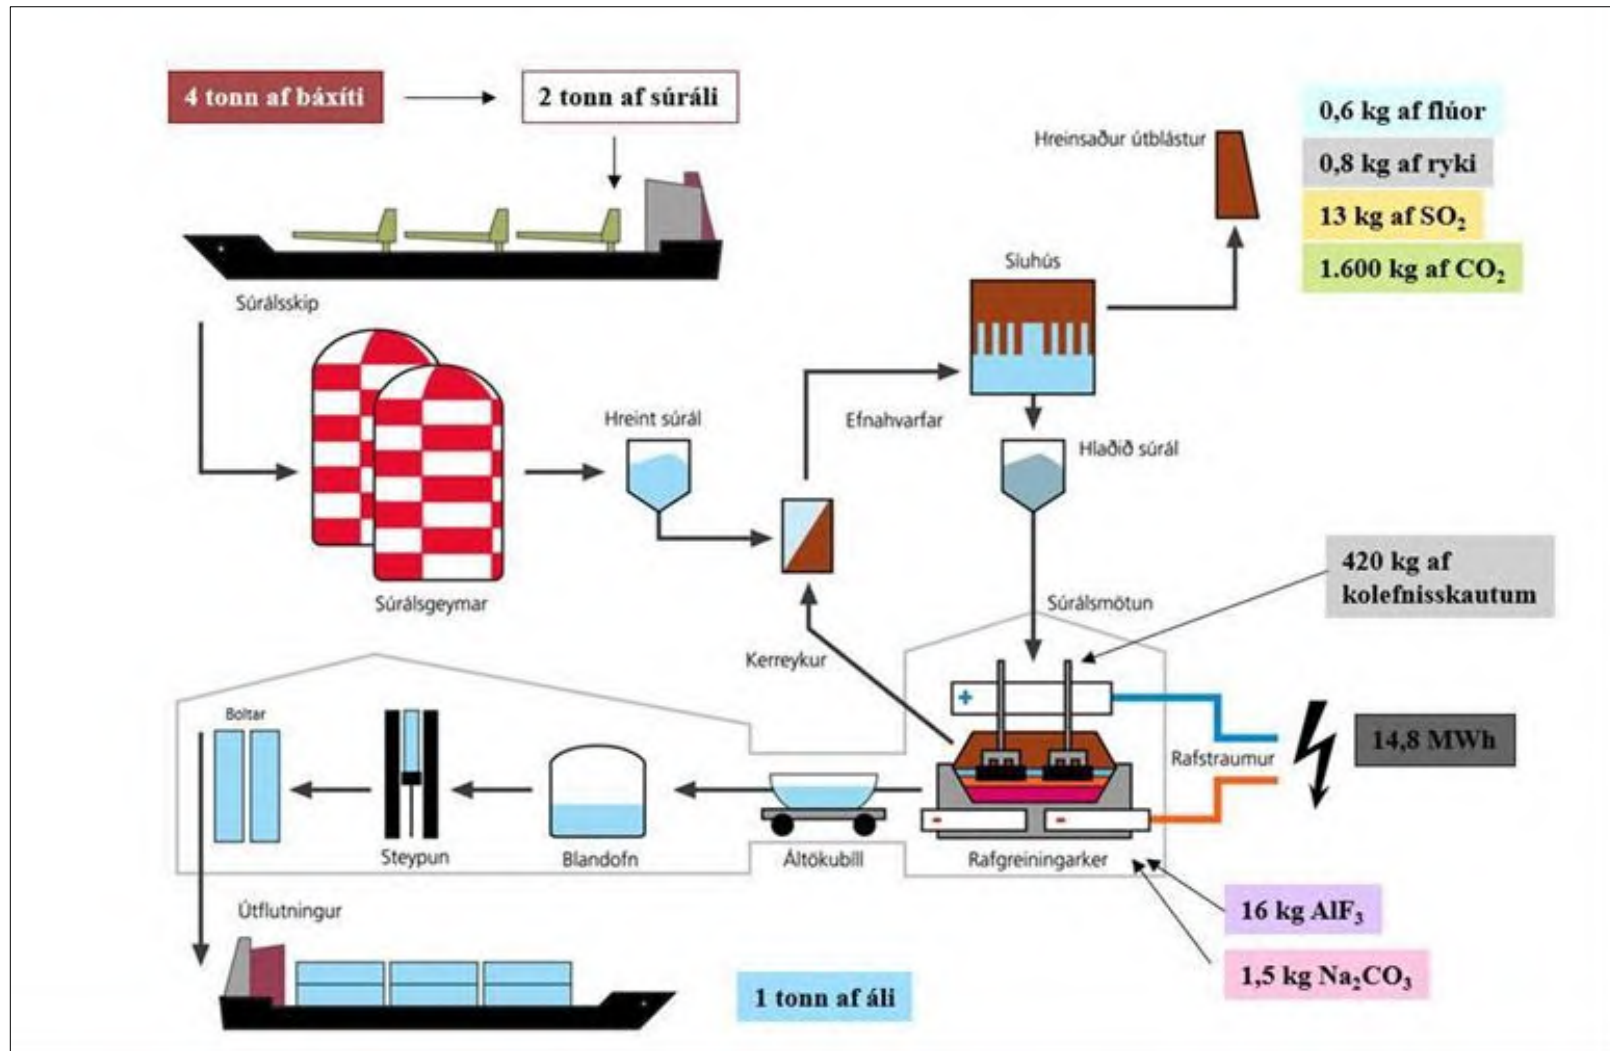 4 tonn af báxíti
2 tonn af súráli
0,6 kg af flúor
Hreinsaður útblástur
0,8 kg af ryki
13 kg af SO₂
1.600 kg af CO₂
Síuhús
Súrálsskip
Hreint súrál
Efnahvarfar
Hlaðið súrál
420 kg af
kolefnisskautum
Súrálsgeymar
Súrálsmötun
Kerreykur
+
Boltar
14,8 MWh
Rafstraumur
- -
Steypun
Blandofn
Áltökubíll
Rafgreiningarker
Útflutningur
16 kg AlF₃
1,5 kg Na₂CO₃
1 tonn af áli